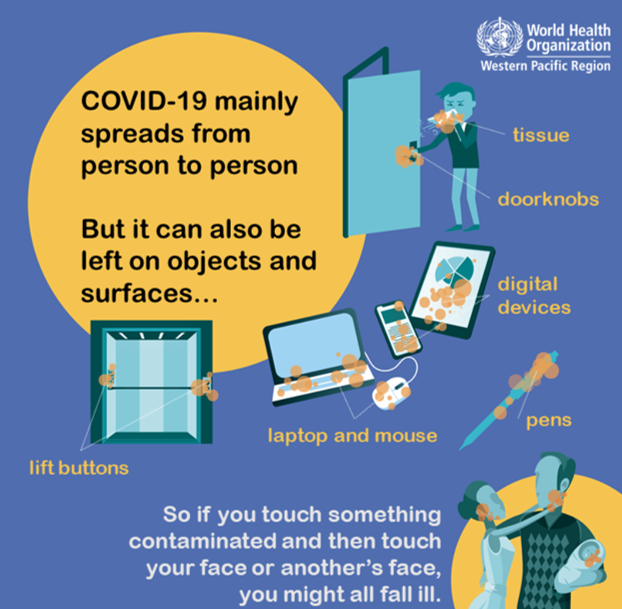 World Health
Organization
Western Pacific Region
COVID-19 mainly
spreads from
person to person
But it can also be
left on objects and
surfaces...
tissue
doorknobs
digital
devices
pens
laptop and mouse
lift buttons
So if you touch something
contaminated and then touch
your face or another's face,
you might all fall ill.